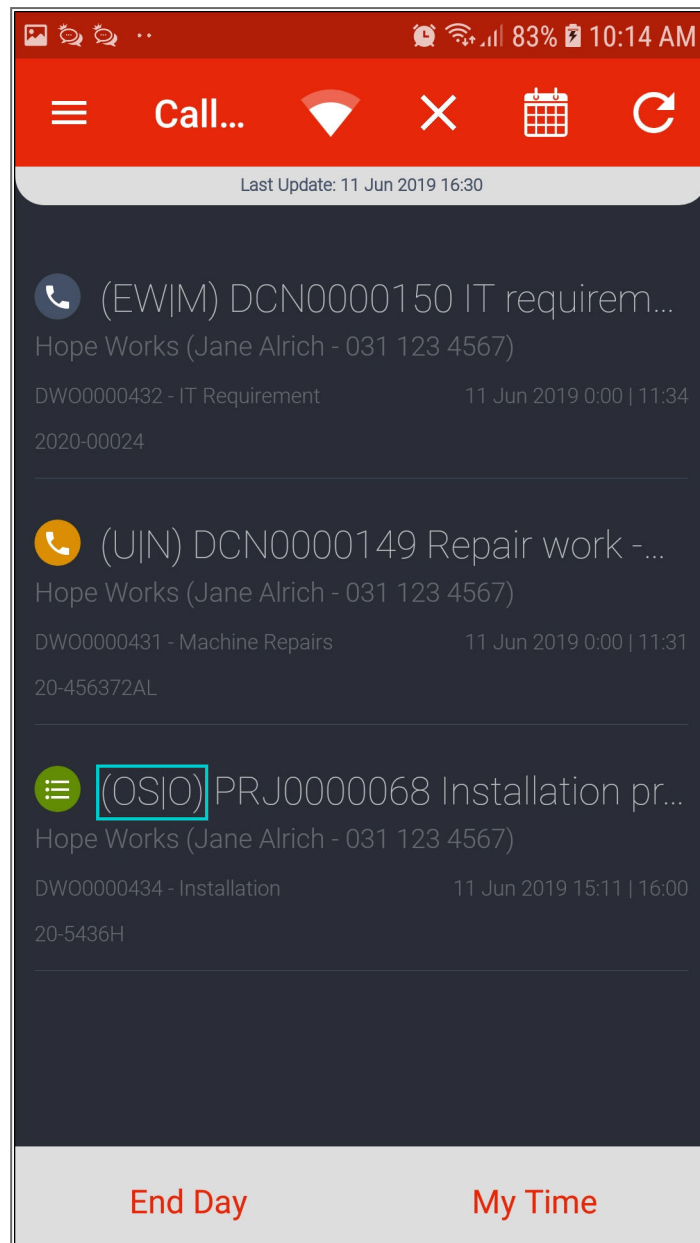 83% 10:14 AM
Call...
Last Update: 11 Jun 2019 16:30
(EW|M) DCN0000150 IT requirem...
Hope Works (Jane Alrich - 031 123 4567)
DWO0000432 - IT Requirement 11 Jun 2019 0:00 | 11:34
2020-00024
(U|N) DCN0000149 Repair work -...
Hope Works (Jane Alrich - 031 123 4567)
DWO0000431 - Machine Repairs 11 Jun 2019 0:00 | 11:31
20-456372AL
(OS|O) PRJ0000068 Installation pr...
Hope Works (Jane Alrich - 031 123 4567)
DWO0000434 - Installation 11 Jun 2019 15:11 | 16:00
20-5436H
End Day My Time